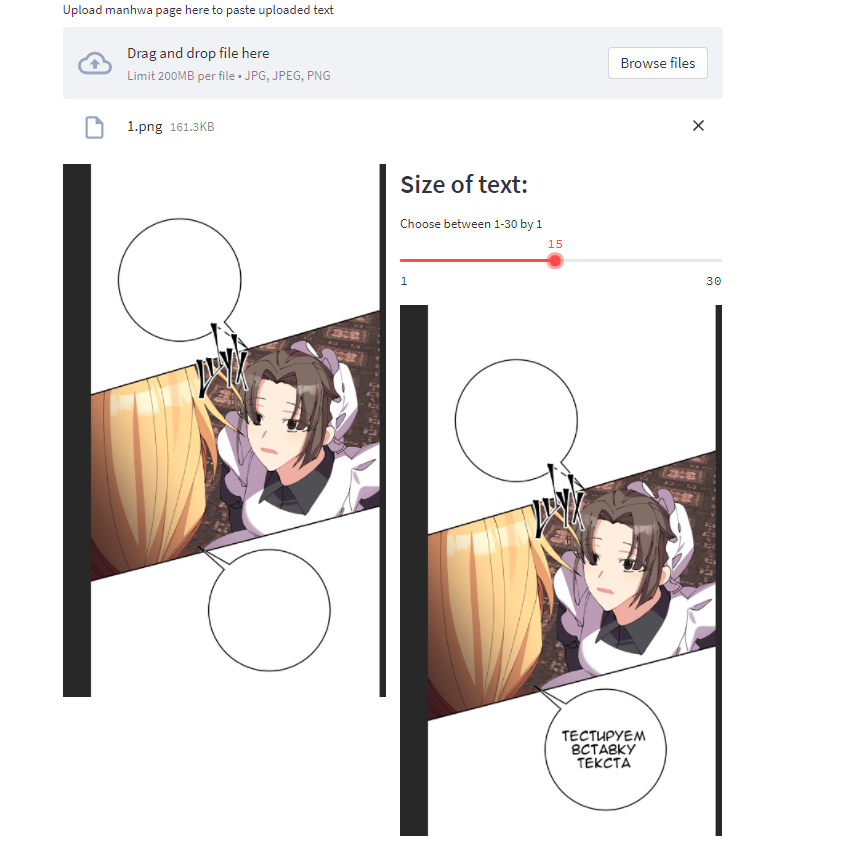 Upload manhwa page here to paste uploaded text
Drag and drop file here
Limit 200MB per file • JPG, JPEG, PNG
Browse files
1.png 161.3KB
Size of text:
Choose between 1-30 by 1
15
1
30
ТЕСТИРУЕМ
ВСТАВКУ
ТЕКСТА